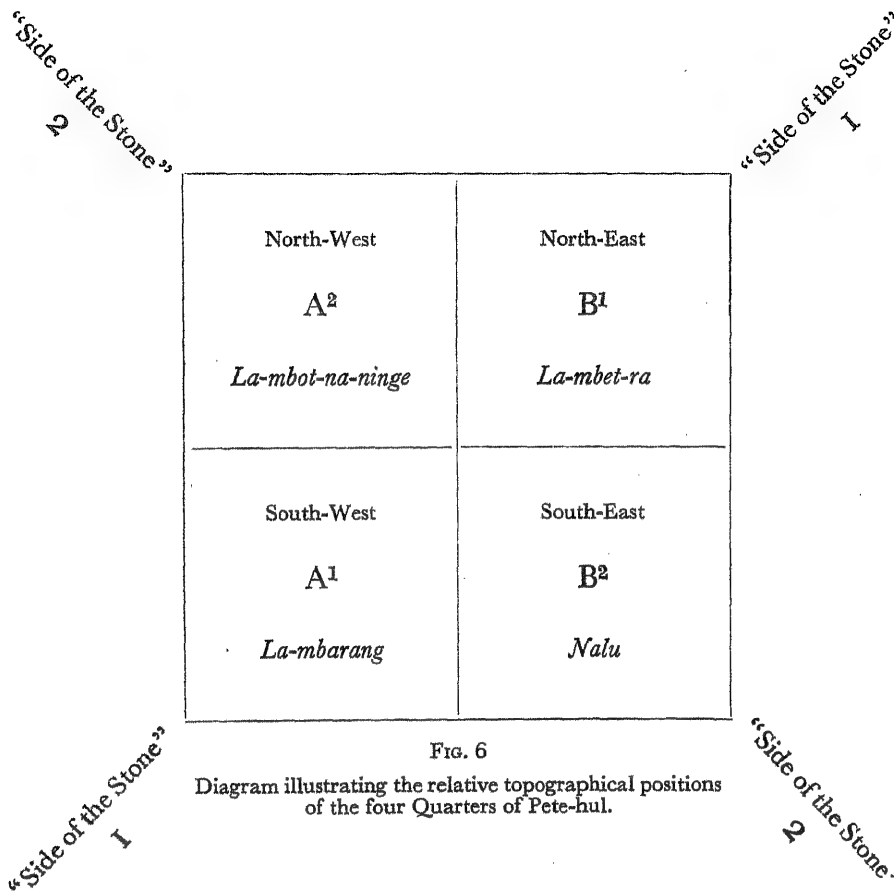 “Side of the Stone”
2
“Side of the Stone”
1
North-West
A²
La-mbot-na-ninge
North-East
B¹
La-mbet-ra
South-West
A¹
La-mbarang
South-East
B²
Nalu
“Side of the Stone”
1
“Side of the Stone”
2
FIG. 6
Diagram illustrating the relative topographical positions
of the four Quarters of Pete-hul.